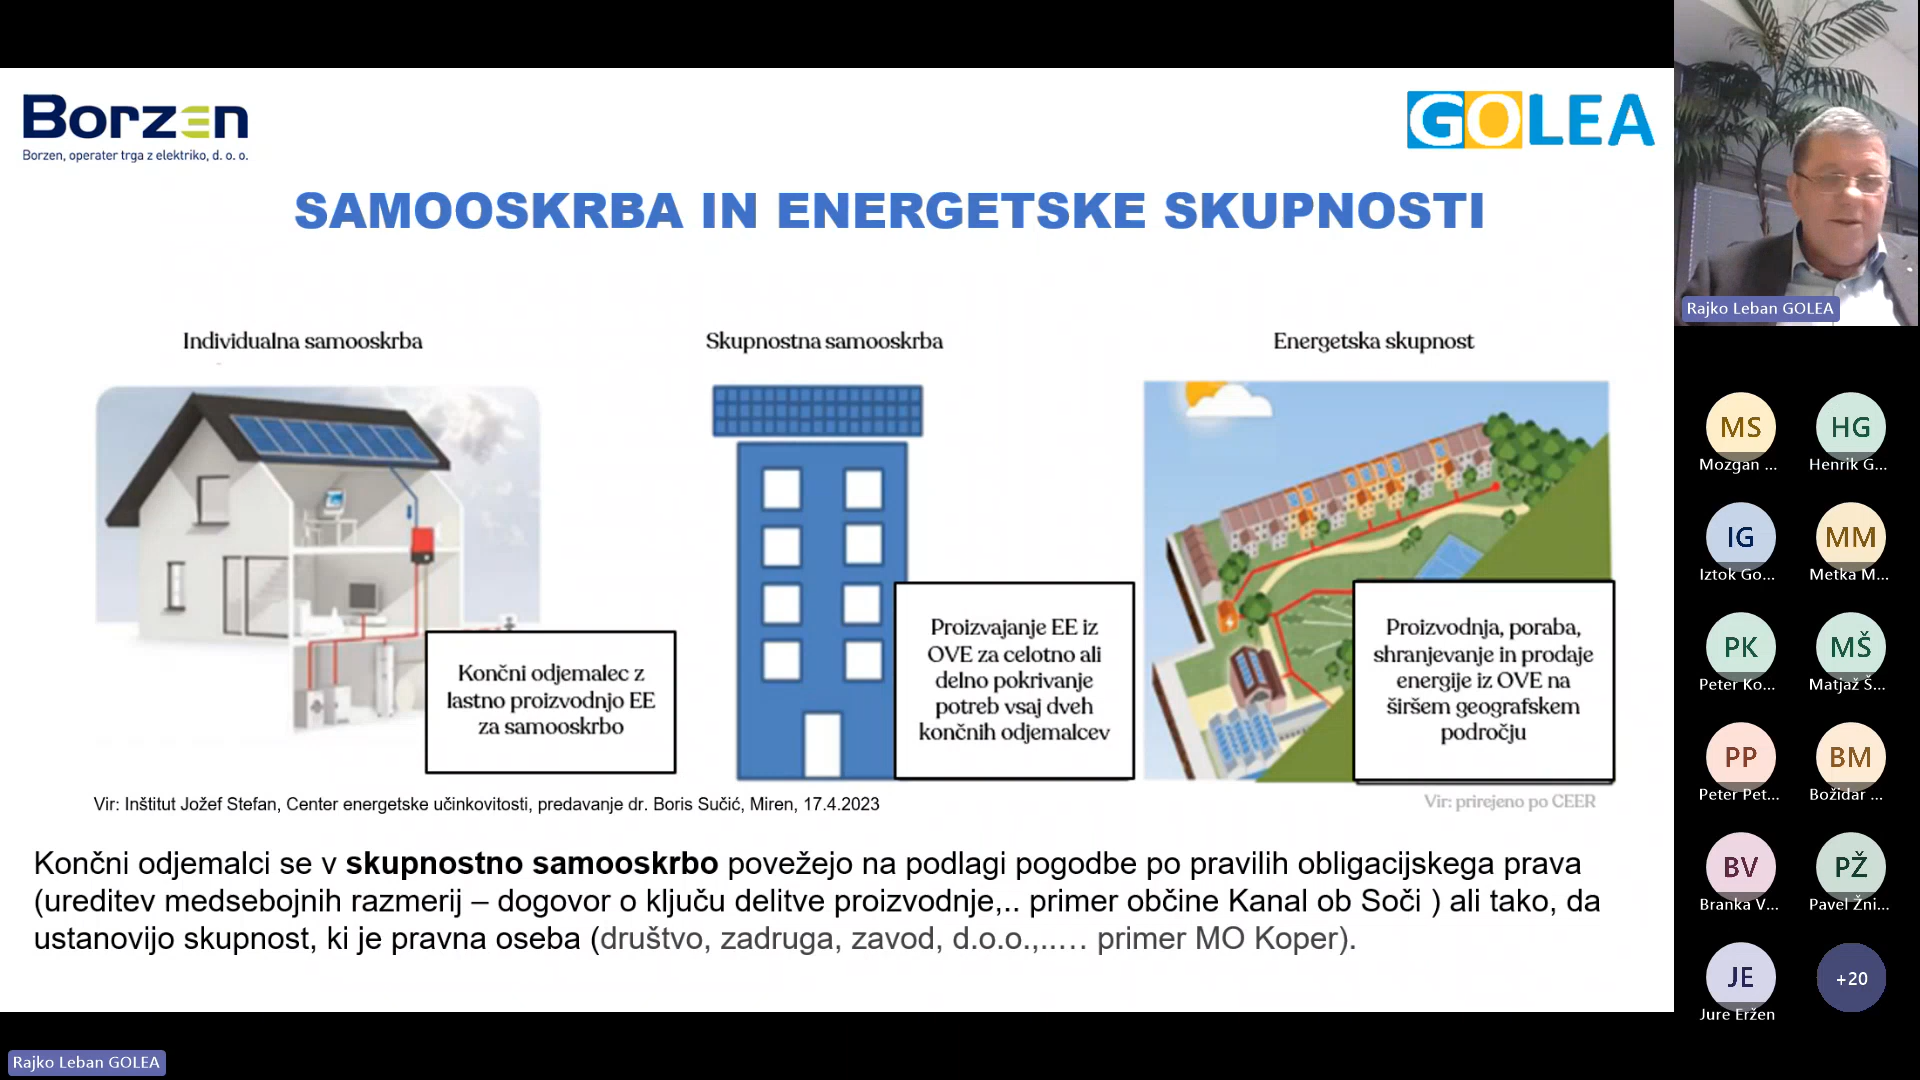 Borzen
Borzen, operater trga z elektriko, d. o. o.
GOLEA
SAMOOSKRBA IN ENERGETSKE SKUPNOSTI
Individualna samooskrba
Skupnostna samooskrba
Energetska skupnost
Končni odjemalec z
lastno proizvodnjo EE
za samooskrbo
Proizvajanje EE iz
OVE za celotno ali
delno pokrivanje
potreb vsaj dveh
končnih odjemalcev
Proizvodnja, poraba,
shranjevanje in prodaje
energije iz OVE na
širšem geografskem
področju
Vir: Inštitut Jožef Stefan, Center energetske učinkovitosti, predavanje dr. Boris Sučić, Miren, 17.4.2023
Vir: prirejeno po CEER
Končni odjemalci se v skupnostno samooskrbo povežejo na podlagi pogodbe po pravilih obligacijskega prava
(ureditev medsebojnih razmerij – dogovor o ključu delitve proizvodnje,.. primer občine Kanal ob Soči ) ali tako, da
ustanovijo skupnost, ki je pravna oseba (društvo, zadruga, zavod, d.o.o.,..… primer MO Koper).
Rajko Leban GOLEA
MS
Mozgan ...
HG
Henrik G...
IG
Iztok Go...
MM
Metka M...
PK
Peter Ko...
MŠ
Matjaž Š...
PP
Peter Pet...
BM
Božidar ...
BV
Branka V...
PŽ
Pavel Žni...
JE
Jure Eržen
+20
Rajko Leban GOLEA